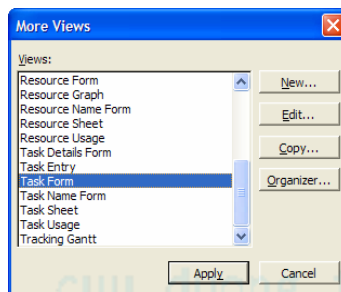 More Views
Views:
Resource Form
Resource Graph
Resource Name Form
Resource Sheet
Resource Usage
Task Details Form
Task Entry
Task Form
Task Name Form
Task Sheet
Task Usage
Tracking Gantt
New...
Edit...
Copy...
Organizer...
Apply
Cancel